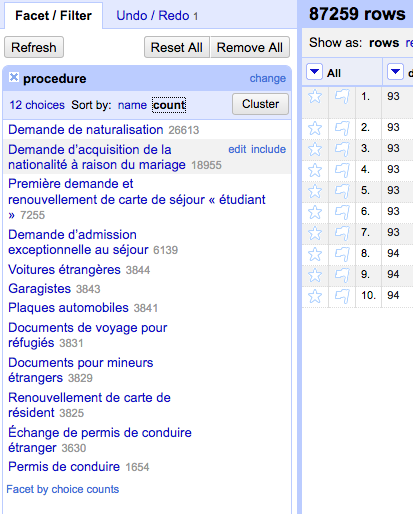 Facet / Filter Undo / Redo 1
Refresh Reset All Remove All
procedure change
12 choices Sort by: name count Cluster
Demande de naturalisation 26613
Demande d'acquisition de la edit include
nationalité à raison du mariage 18955
Première demande et
renouvellement de carte de séjour « étudiant
» 7255
Demande d'admission
exceptionnelle au séjour 6139
Voitures étrangères 3844
Garagistes 3843
Plaques automobiles 3841
Documents de voyage pour
réfugiés 3831
Documents pour mineurs
étrangers 3829
Renouvellement de carte de
résident 3825
Échange de permis de conduire
étranger 3630
Permis de conduire 1654
Facet by choice counts
87259 rows
Show as: rows re
All d
1. 93
2. 93
3. 93
4. 93
5. 93
6. 93
7. 93
8. 94
9. 94
10. 94